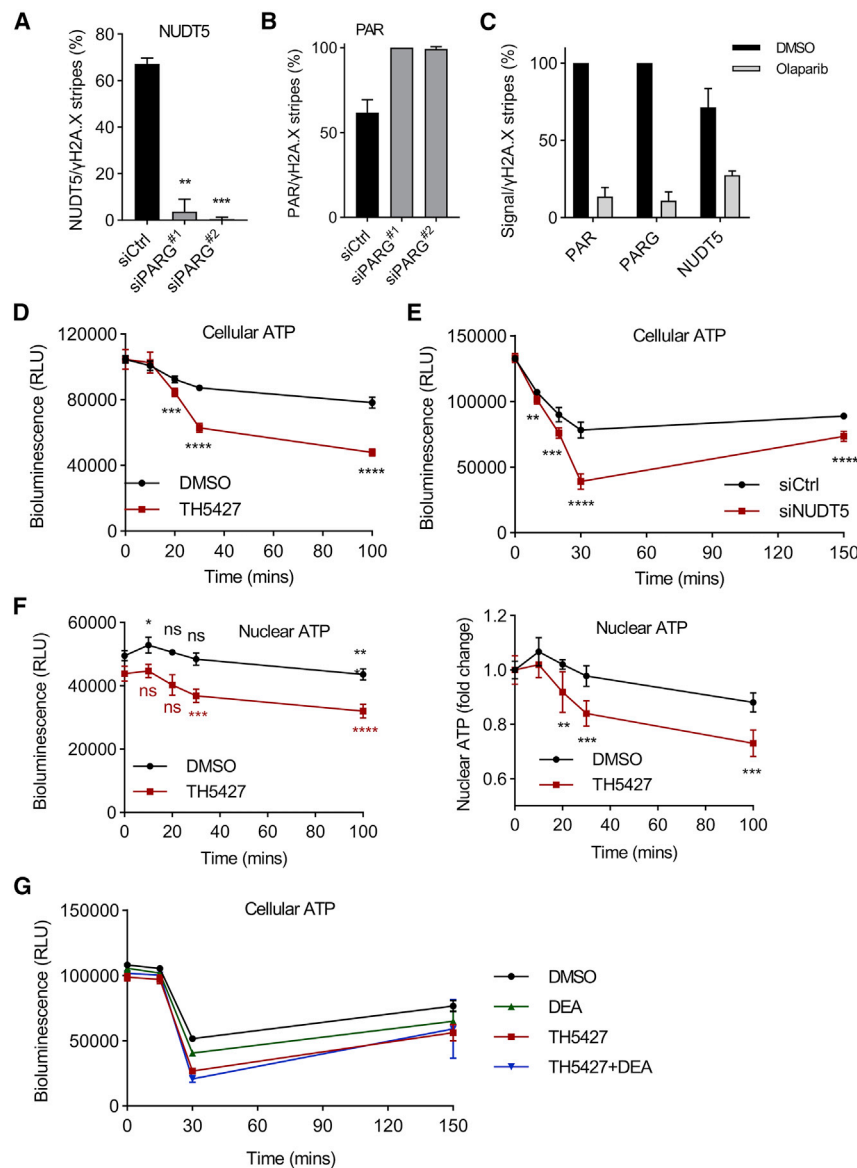 A
NUDT5
NUDT5/γH2A.X stripes (%)
80
60
40
20
0
**
***
siCtrl
siPARG#1
siPARG#2
B
PAR
PAR/γH2A.X stripes (%)
100
50
0
siCtrl
siPARG#1
siPARG#2
C
DMSO
Olaparib
Signal/γH2A.X stripes (%)
100
50
0
PAR
PARG
NUDT5
D
Cellular ATP
Bioluminescence (RLU)
120000
80000
40000
0
***
****
****
DMSO
TH5427
0 20 40 60 80 100
Time (mins)
E
Cellular ATP
Bioluminescence (RLU)
150000
100000
50000
0
**
***
****
****
siCtrl
siNUDT5
0 30 60 90 120 150
Time (mins)
F
Nuclear ATP
Bioluminescence (RLU)
60000
40000
20000
0
*
ns
ns
**
*
ns
ns
***
****
DMSO
TH5427
0 20 40 60 80 100
Time (mins)
Nuclear ATP
Nuclear ATP (fold change)
1.2
1.0
0.8
0.6
**
***
***
DMSO
TH5427
0 20 40 60 80 100
Time (mins)
G
Cellular ATP
Bioluminescence (RLU)
150000
100000
50000
0
0 30 60 90 120 150
Time (mins)
DMSO
DEA
TH5427
TH5427+DEA